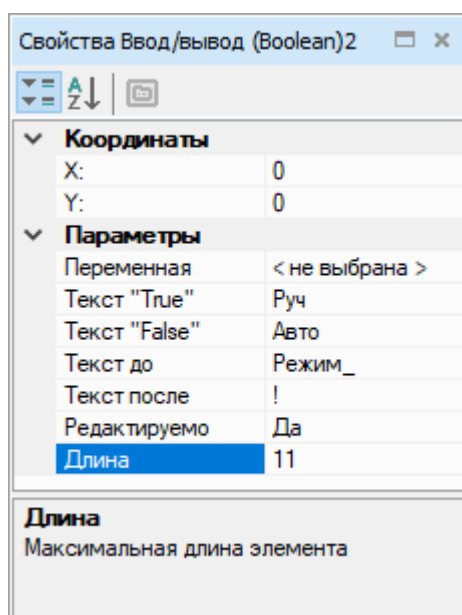 Свойства Ввод/вывод (Boolean)2
AZ
Координаты
X: 0
Y: 0
Параметры
Переменная < не выбрана >
Текст "True" Руч
Текст "False" Авто
Текст до Режим_
Текст после !
Редактируемо Да
Длина 11
Длина
Максимальная длина элемента